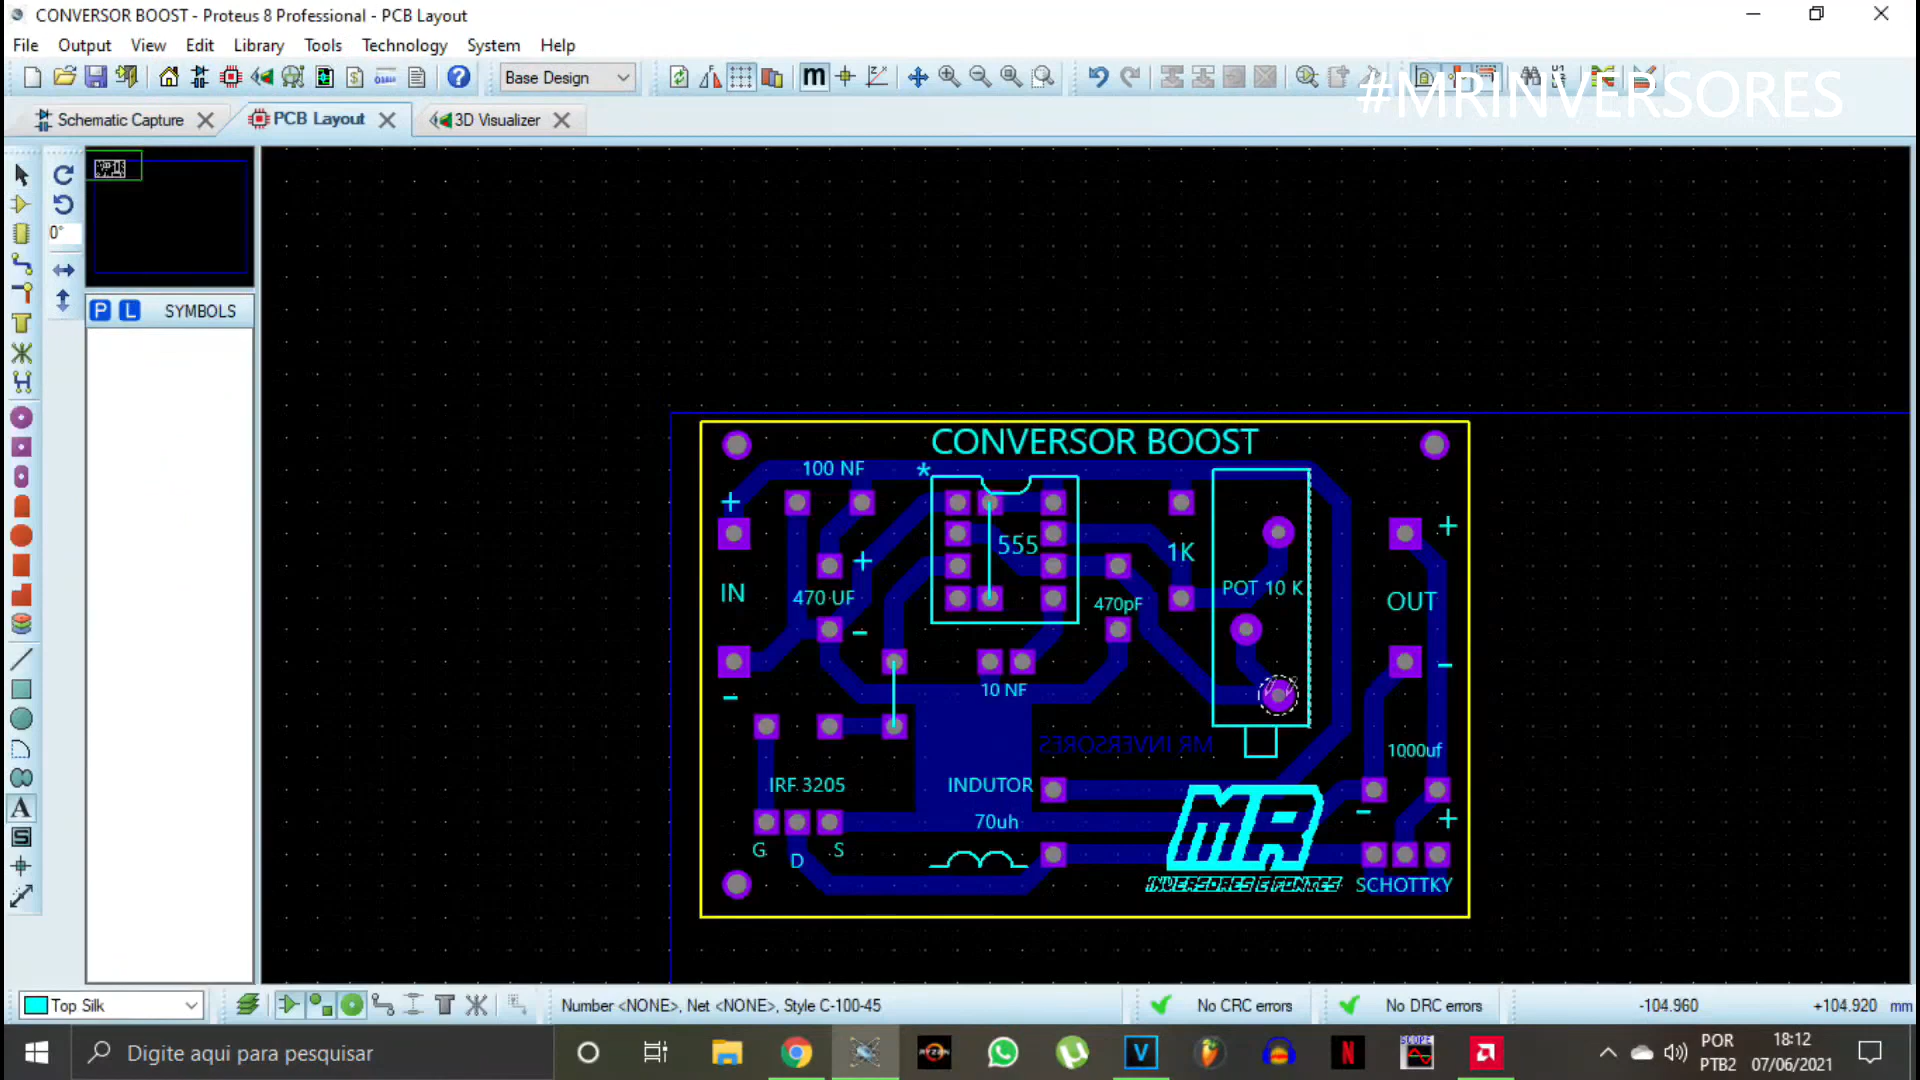 CONVERSOR BOOST - Proteus 8 Professional - PCB Layout
File Output View Edit Library Tools Technology System Help
Base Design
#MRINVERSORES
Schematic Capture
PCB Layout
3D Visualizer
0°
P L SYMBOLS
CONVERSOR BOOST
100 NF *
+
+
555
+
1K
IN
470 UF
470pF
POT 10 K
OUT
-
-
-
10 NF
MR INVERSORES
1000uf
IRF 3205
INDUTOR
70uh
-
+
G D S
MR
INVERSORES E FONTES
SCHOTTKY
Top Silk
Number <NONE>, Net <NONE>, Style C-100-45
No CRC errors
No DRC errors
-104.960
+104.920 mm
Digite aqui para pesquisar
RYZEN
V
N
SCOPE
POR
PTB2
18:12
07/06/2021